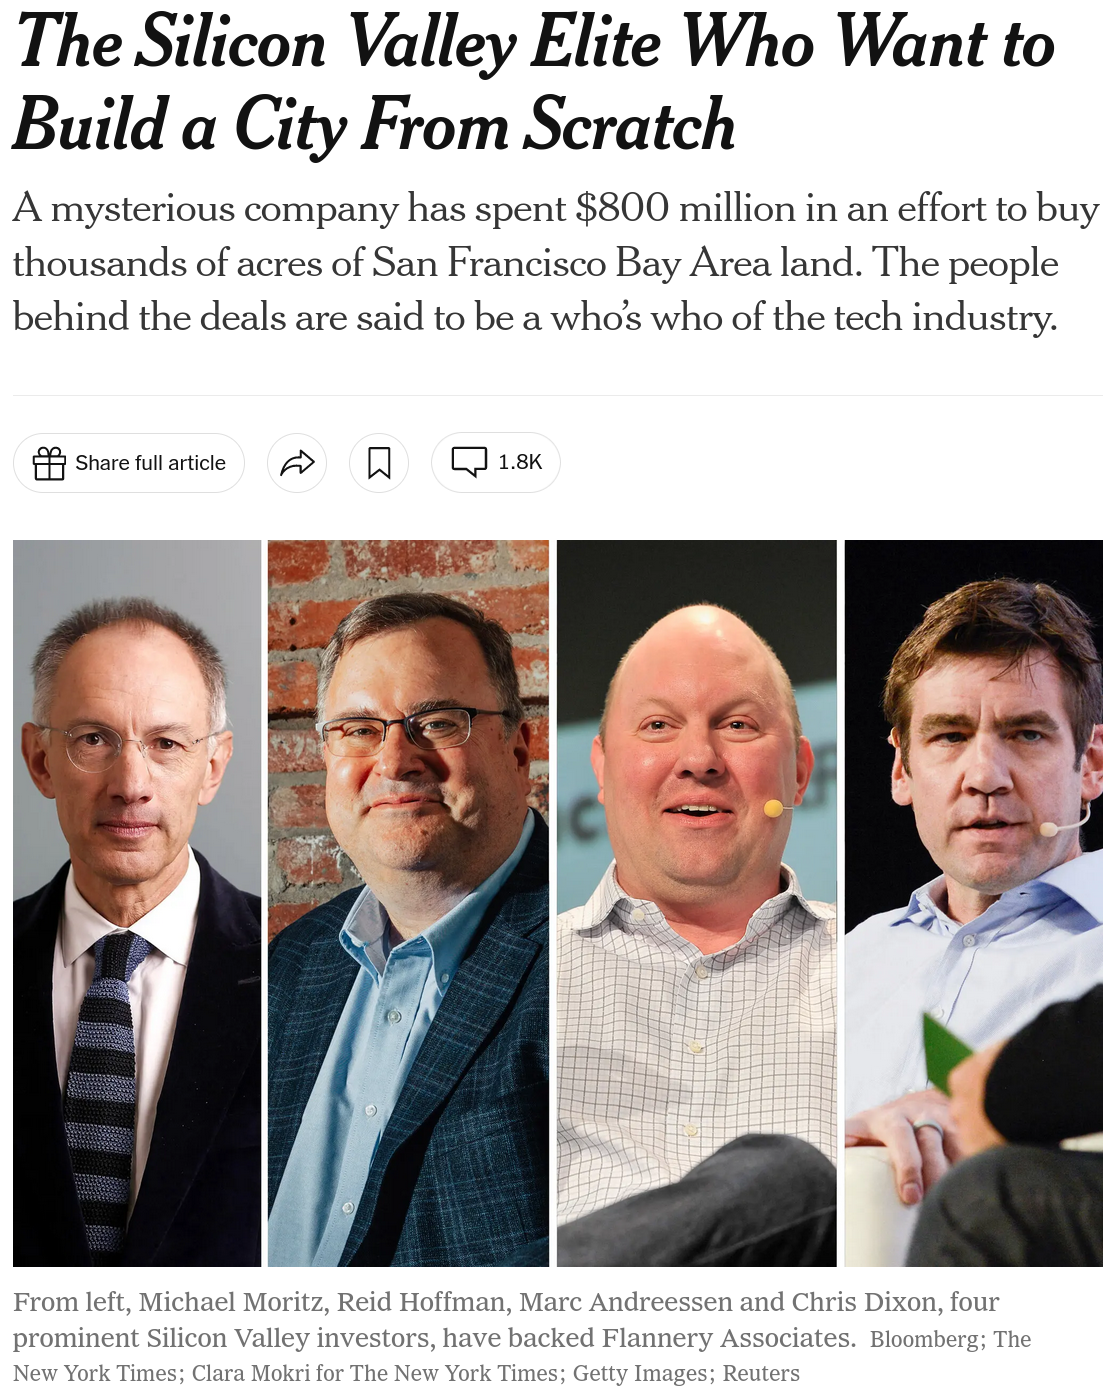 The Silicon Valley Elite Who Want to
Build a City From Scratch
A mysterious company has spent $800 million in an effort to buy
thousands of acres of San Francisco Bay Area land. The people
behind the deals are said to be a who’s who of the tech industry.
Share full article
1.8K
From left, Michael Moritz, Reid Hoffman, Marc Andreessen and Chris Dixon, four
prominent Silicon Valley investors, have backed Flannery Associates. Bloomberg; The
New York Times; Clara Mokri for The New York Times; Getty Images; Reuters